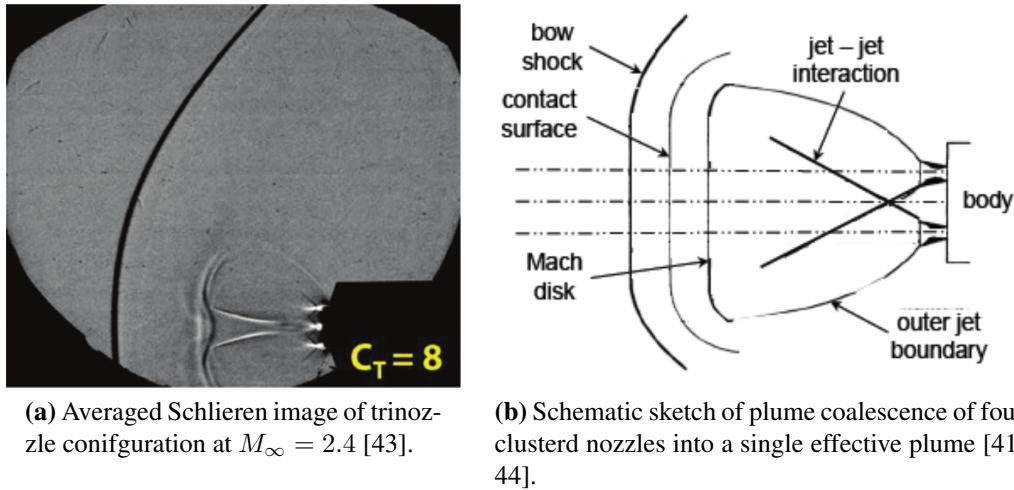 C_T = 8
bow
shock
contact
surface
jet – jet
interaction
Mach
disk
body
outer jet
boundary
(a) Averaged Schlieren image of trinoz-
zle conifguration at M∞ = 2.4 [43].
(b) Schematic sketch of plume coalescence of fou
clusterd nozzles into a single effective plume [41
44].